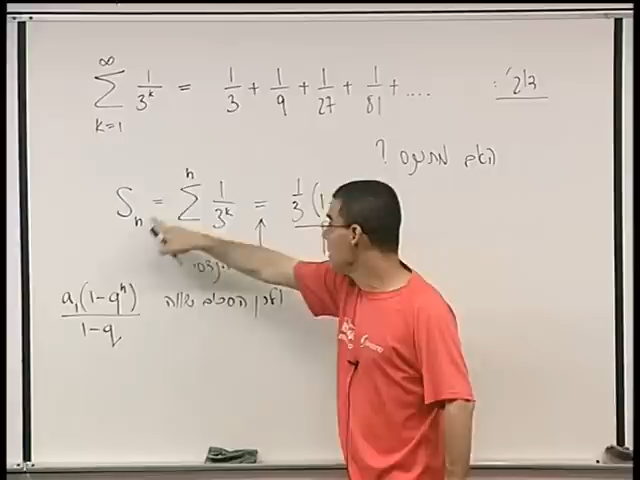 דוג' :
∑_{k=1}^{∞} 1/3^k = 1/3 + 1/9 + 1/27 + 1/81 + ....
האם מתכנס ?
S_n = ∑^{n} 1/3^k = 1/3 (1-
ולכן הסכום שווה
a_1(1-q^n)/(1-q)